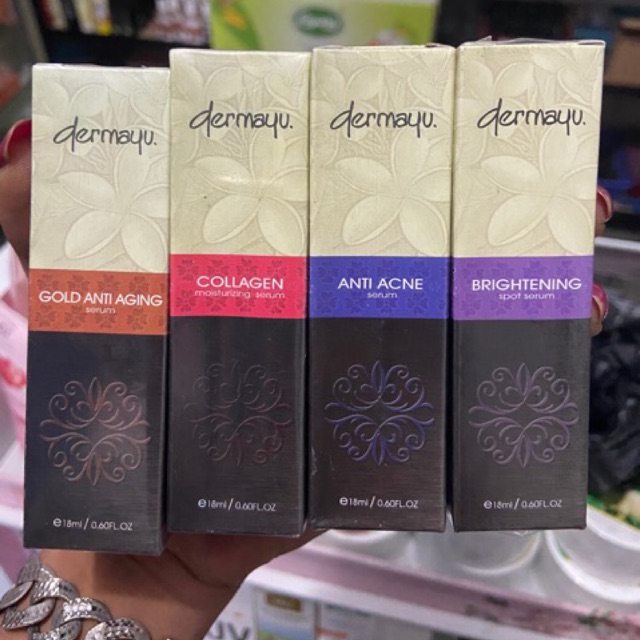 dermayu.
GOLD ANTI AGING
serum
e18ml / 0.60FL.OZ
dermayu.
COLLAGEN
moisturizing serum
e18ml / 0.60FL.OZ
dermayu.
ANTI ACNE
serum
e18ml / 0.60FL.OZ
dermayu.
BRIGHTENING
spot serum
e18ml / 0.60FL.OZ